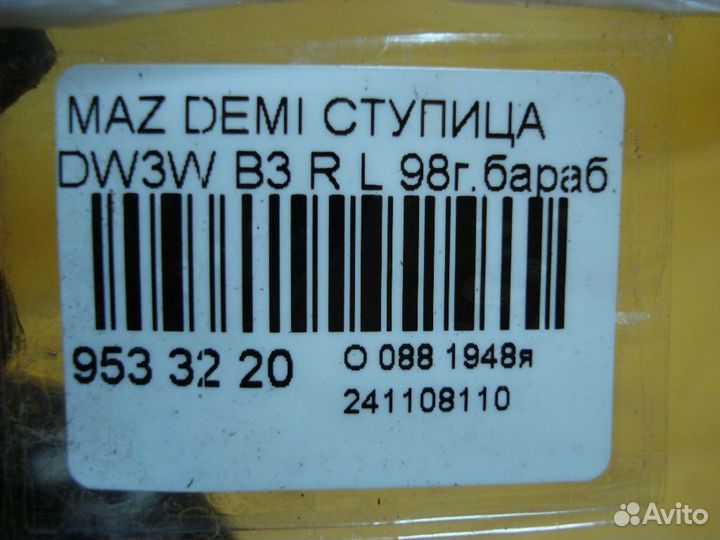 MAZ DEMI СТУПИЦА
DW3W B3 R L 98г.бараб.
953 32 20
О 088 1948я
241108110
Avito